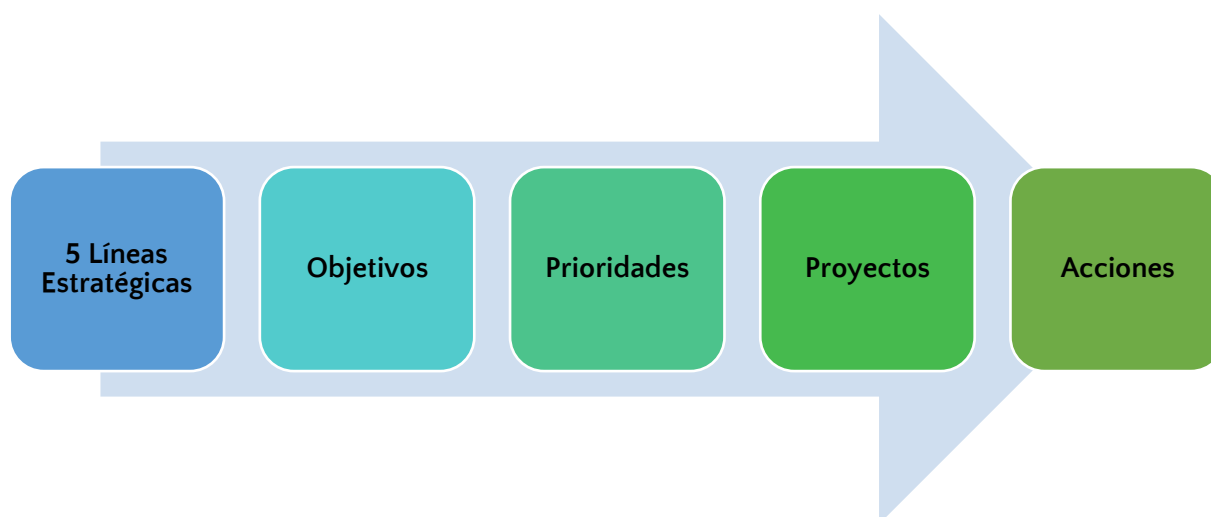 5 Líneas
Estratégicas
Objetivos
Prioridades
Proyectos
Acciones